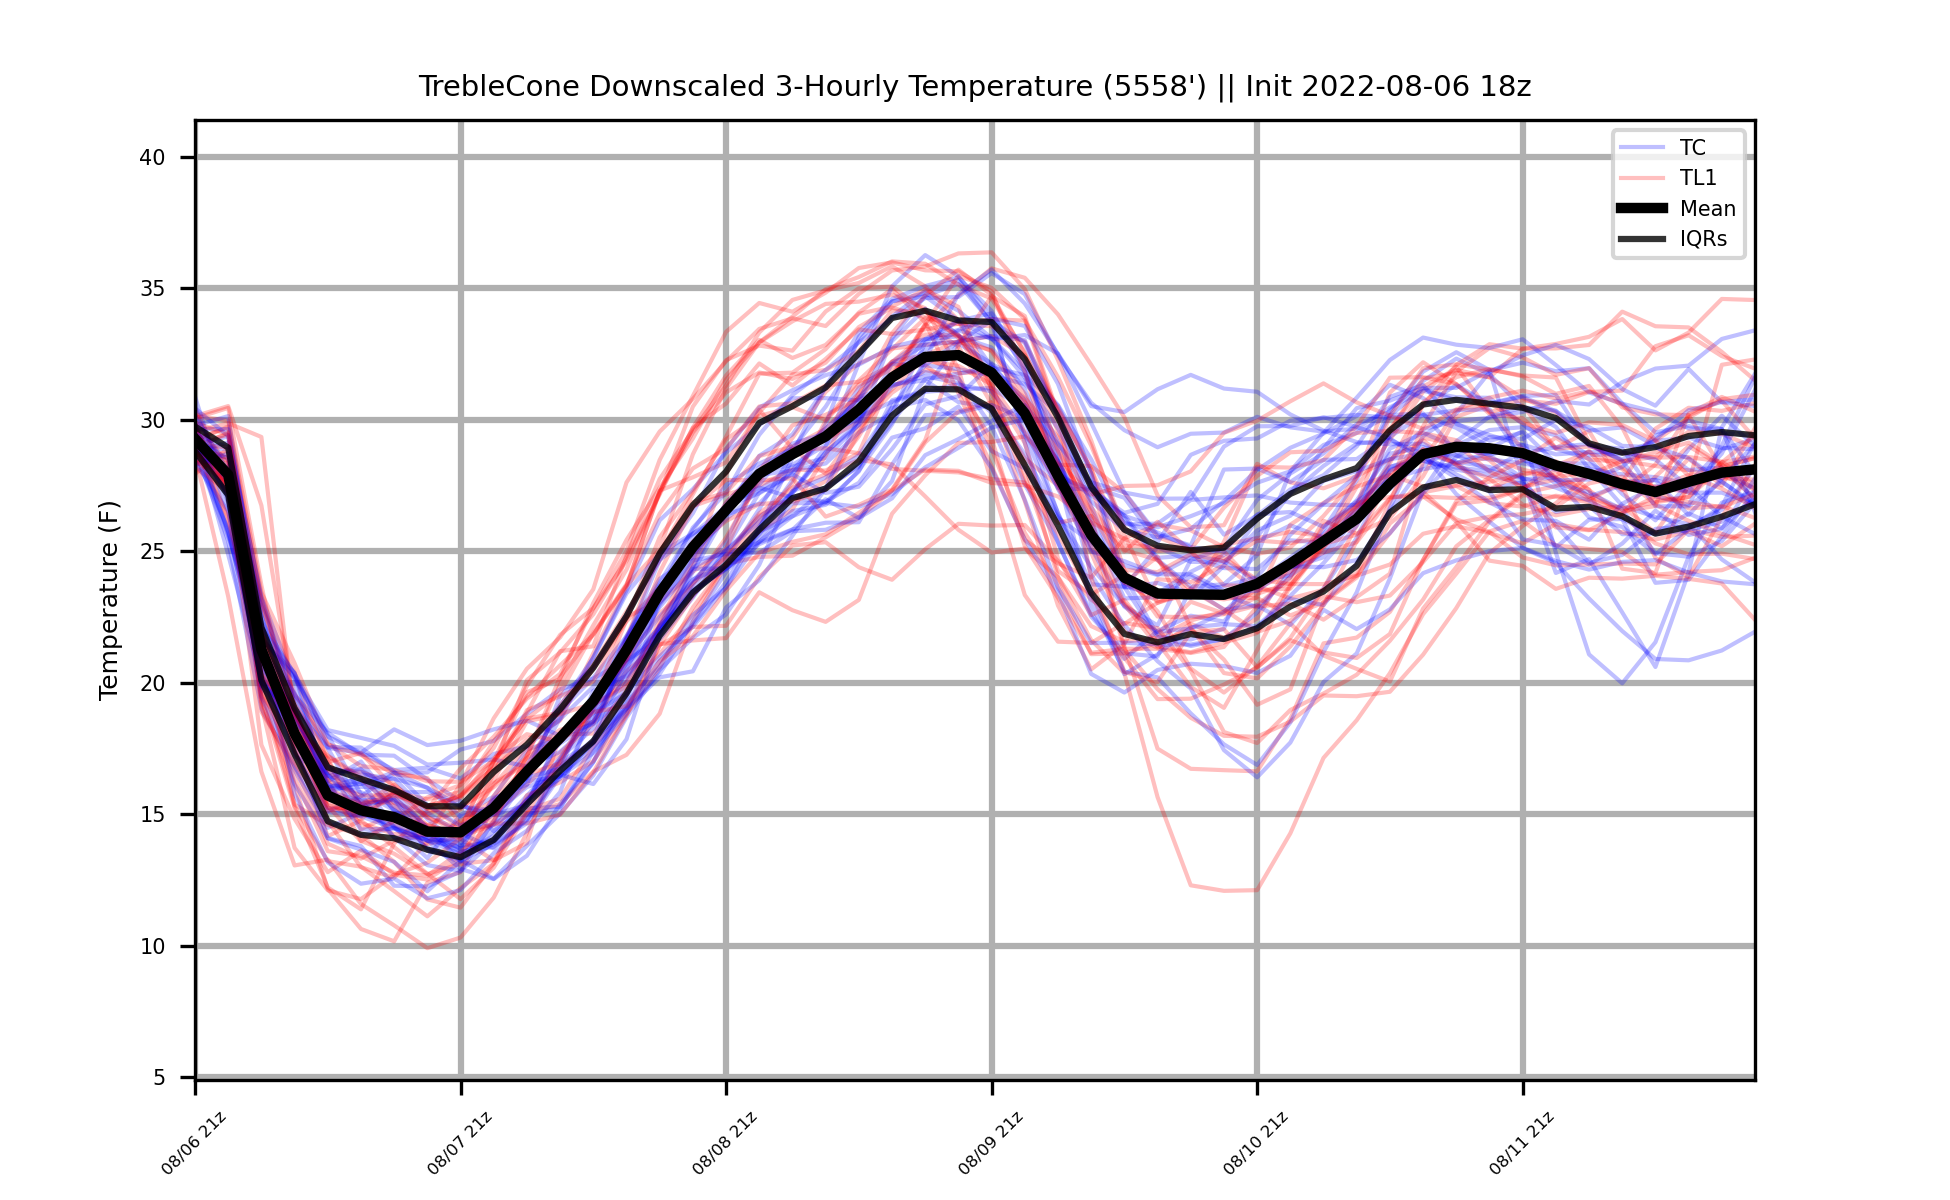 TrebleCone Downscaled 3-Hourly Temperature (5558') || Init 2022-08-06 18z
TC
TL1
Mean
IQRs
Temperature (F)
40
35
30
25
20
15
10
5
08/06 21z
08/07 21z
08/08 21z
08/09 21z
08/10 21z
08/11 21z